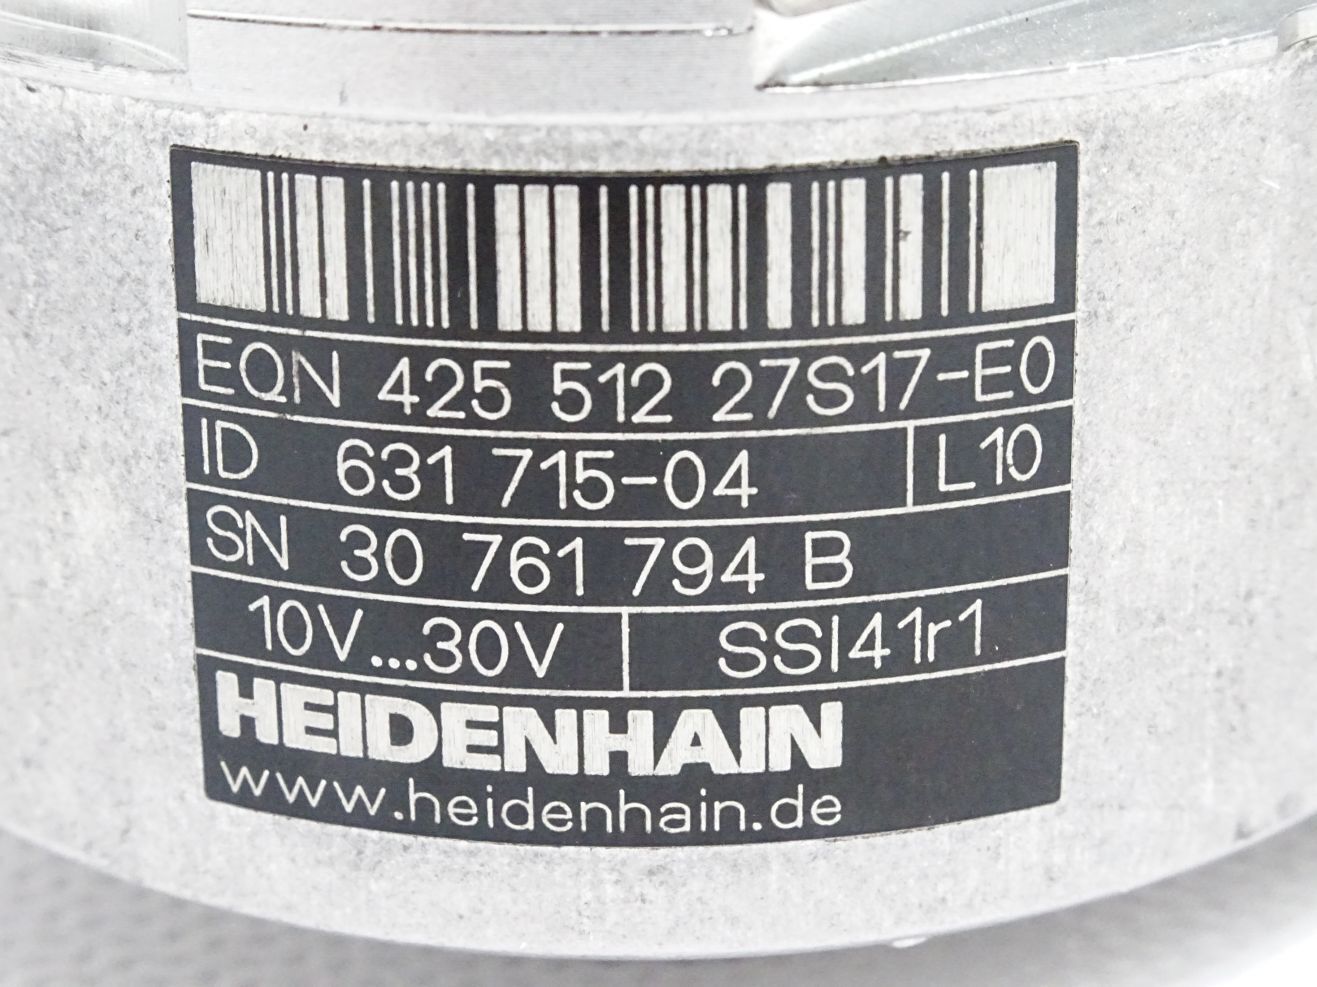 EQN 425 512 27S17-E0
ID 631 715-04 L10
SN 30 761 794 B
10V...30V SSI41r1
HEIDENHAIN
www.heidenhain.de